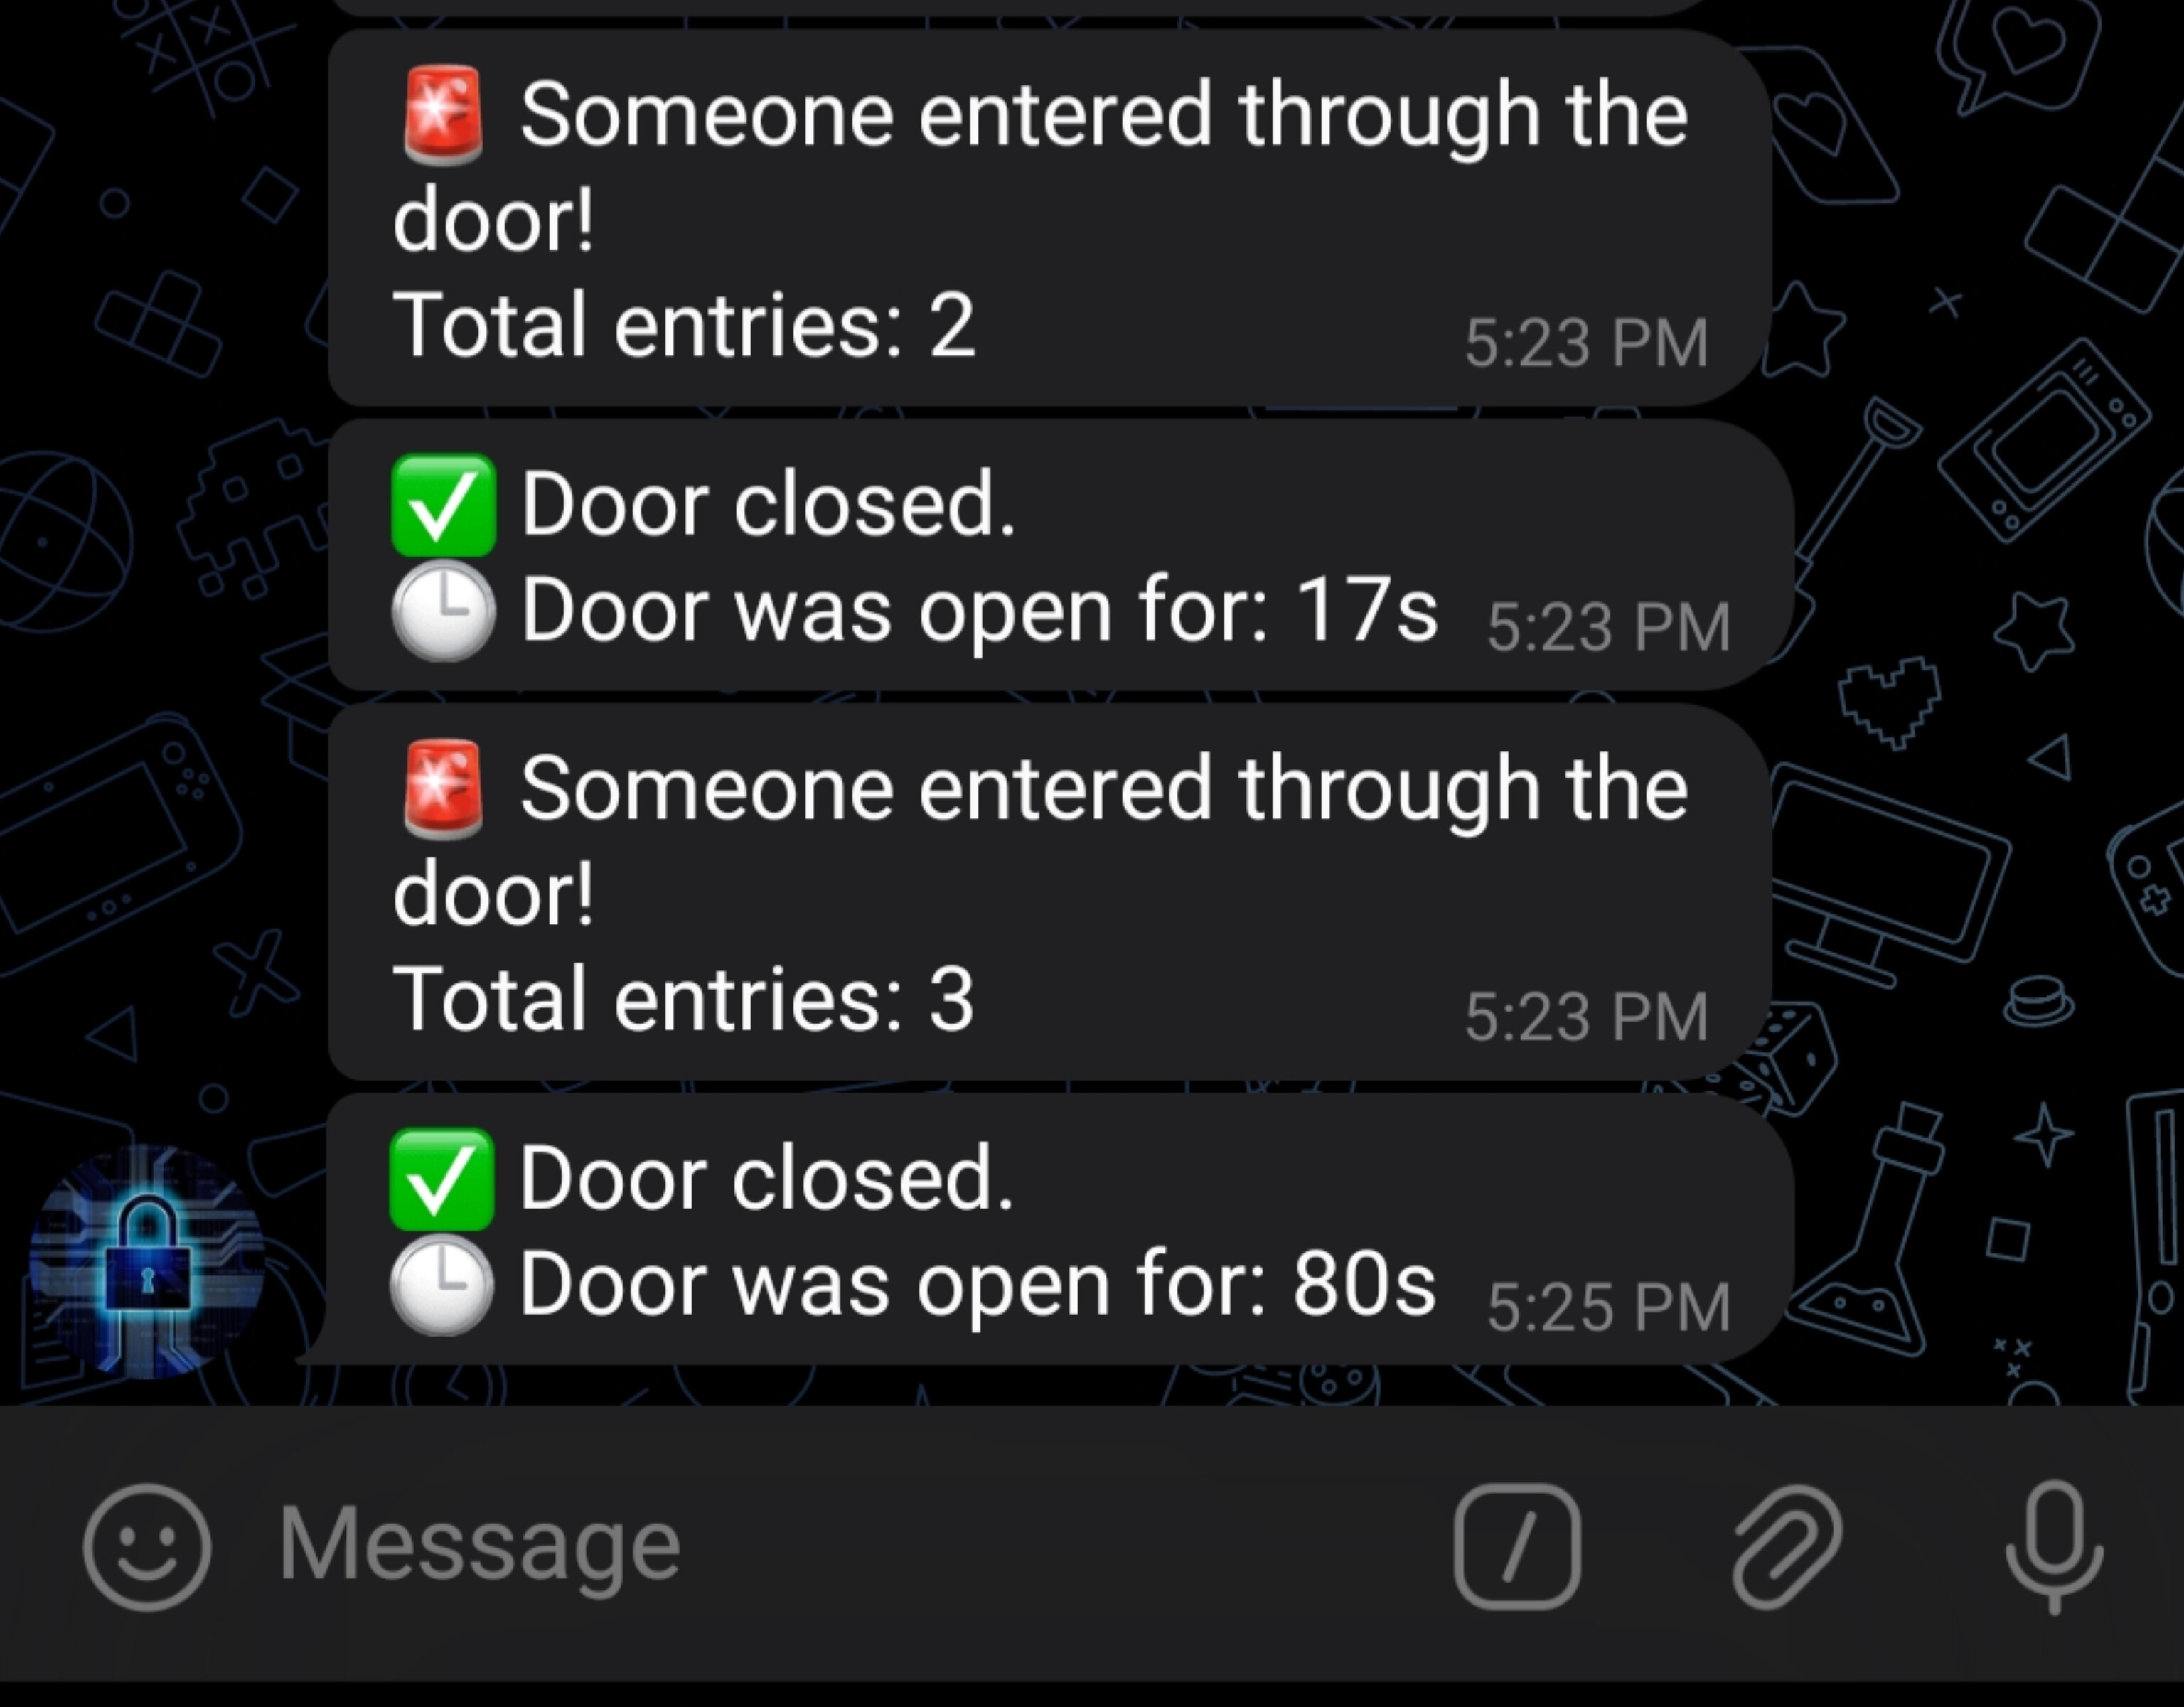 🚨 Someone entered through the
door!
Total entries: 2
5:23 PM
✅ Door closed.
🕒 Door was open for: 17s 5:23 PM
🚨 Someone entered through the
door!
Total entries: 3
5:23 PM
✅ Door closed.
🕒 Door was open for: 80s 5:25 PM
Message